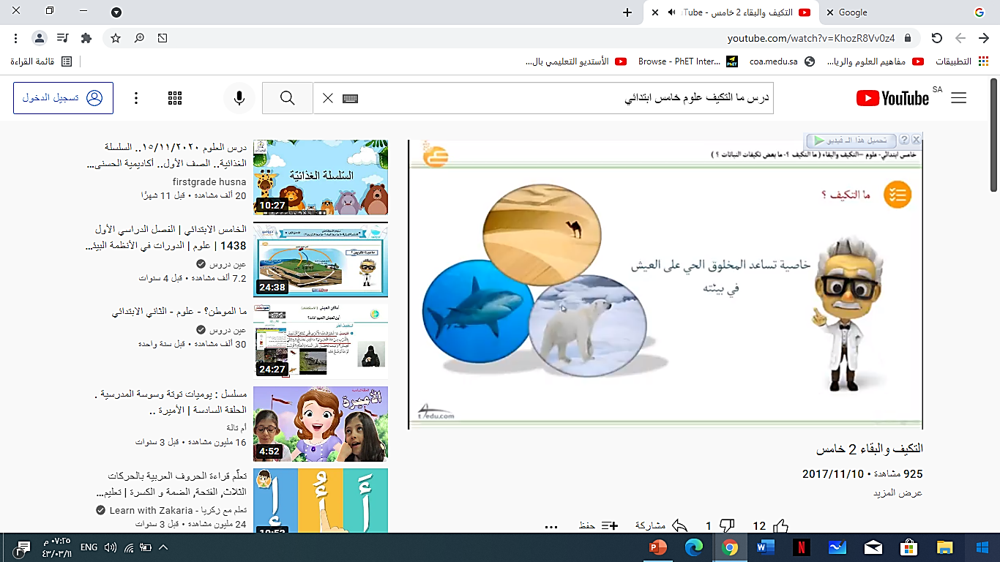 Google
التكيف والبقاء 2 خامس - Tube
youtube.com/watch?v=KhozR8Vv0z4
التطبيقات
مفاهيم العلوم والريا...
coa.medu.sa
Browse - PhET Inter...
الأستديو التعليمي بال...
قائمة القراءة
YouTube SA
درس ما التكيف علوم خامس ابتدائي
تسجيل الدخول
تحميل هذا الـ فيديو
خامس ابتدائي- علوم –التكيف والبقاء ( ما التكيف ؟- ما بعض تكيفات النباتات ؟ )
ما التكيف ؟
خاصية تساعد المخلوق الحي على العيش
في بيئته
t4edu.com
التكيف والبقاء 2 خامس
925 مشاهدة • 2017/11/10
عرض المزيد
12
1
مشاركة
حفظ
السلسلة الغذائية
10:27
درس العلوم ١٥/١١/٢٠٢٠.. السلسلة
الغذائية.. الصف الأول.. أكاديمية الحسنى...
firstgrade husna
20 ألف مشاهدة • قبل 11 شهرًا
24:38
الخامس الابتدائي | الفصل الدراسي الأول
1438 | علوم | الدورات في الأنظمة البيئ...
عين دروس
7.2 ألف مشاهدة • قبل 4 سنوات
أماكن العيش
أين تعيش الحيوانات؟
24:27
ما الموطن؟ - علوم - الثاني الابتدائي
عين دروس
30 ألف مشاهدة • قبل سنة واحدة
الأميرة
4:52
مسلسل : يوميات توتة وسوسة المدرسية .
الحلقة السادسة | الأميرة ..
أم تالة
16 مليون مشاهدة • قبل 3 سنوات
أَ
أُ
إِ
تعلّم قراءة الحروف العربية بالحركات
الثلاث, الفتحة, الضمة و الكسرة | تعليم...
تعلم مع زكريا - Learn with Zakaria
24 مليون مشاهدة • قبل 3 سنوات
ENG
٠٧:٢٥ م
٤٣/٠٣/١١